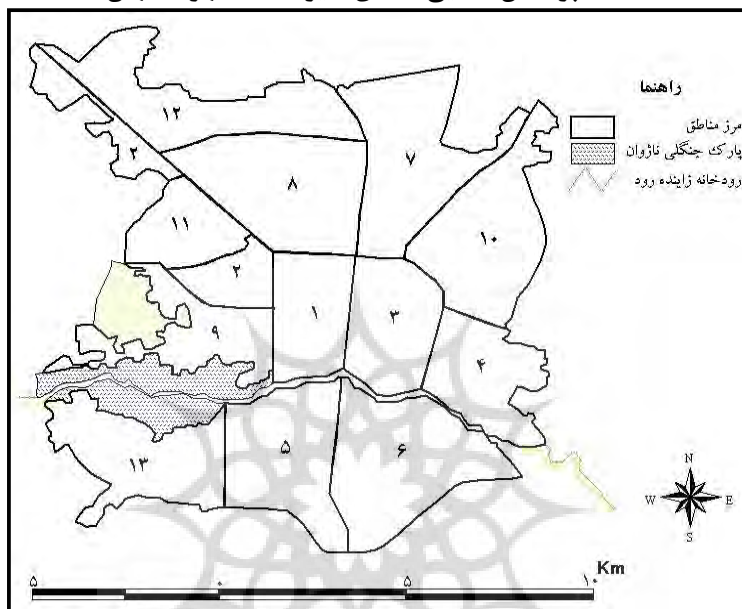 راهنما
مرز مناطق
پارک جنگلی ناژوان
رودخانه زاینده رود
۱۲
۲
۷
۸
۱۱
۱۰
۲
۱
۳
۹
۴
۵
۶
۱۳
N
W E
S
۵ ۰ ۵ ۱۰ Km